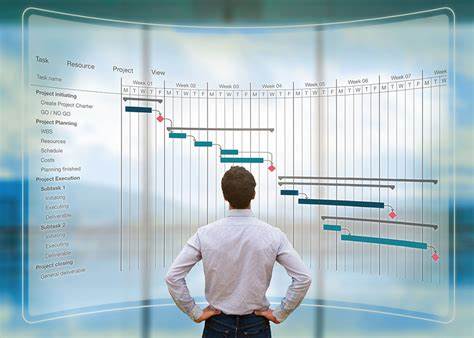 Task Resource Project View
Task name
Week 01 Week 02 Week 03 Week 04 Week 05 Week 06 Week 07 Week
M T W T F M T W T F M T W T F M T W T F M T W T F M T W T F M T W T F M T W
Project initiating
Create Project Charter
GO / NO GO
Project Planning
WBS
Resources
Schedule
Costs
Planning finished
Project Execution
Subtask 1
Initiating
Executing
Deliverable
Subtask 2
Initiating
Executing
Deliverable
Project closing
General deliverable